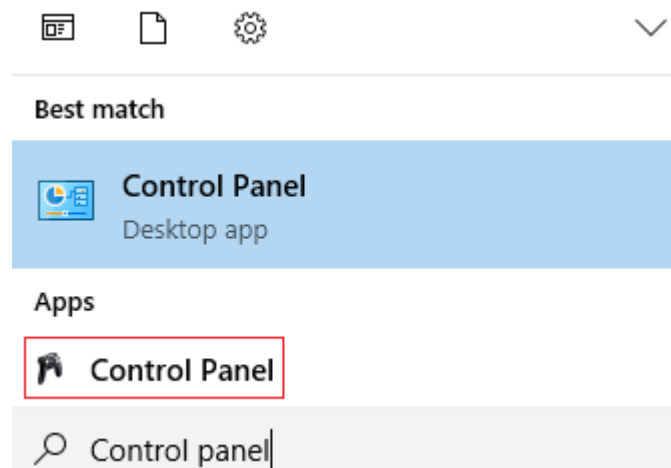 Best match
Control Panel
Desktop app
Apps
Control Panel
Control panel